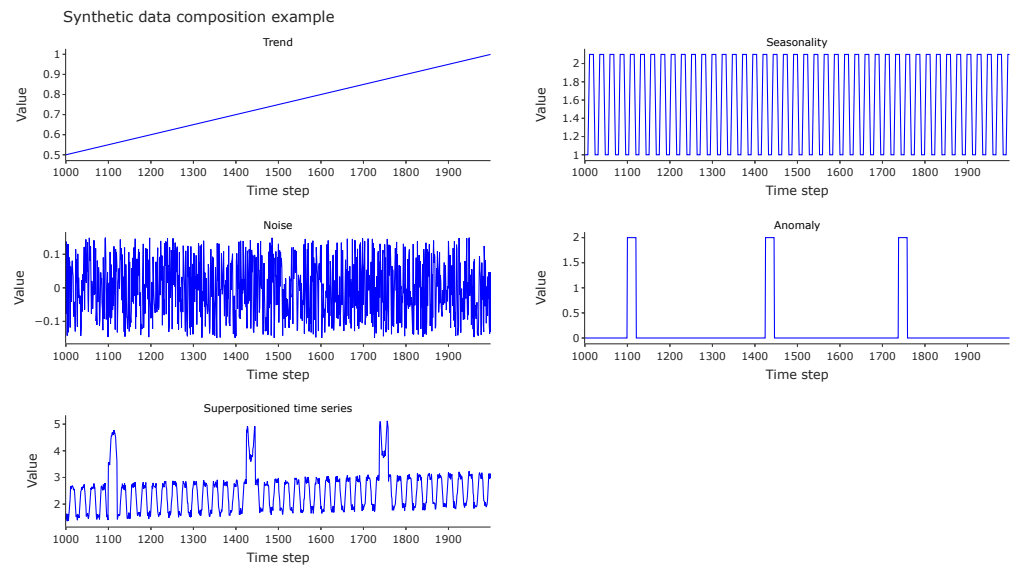 Synthetic data composition example
Trend
Value
1
0.9
0.8
0.7
0.6
0.5
1000 1100 1200 1300 1400 1500 1600 1700 1800 1900
Time step
Seasonality
Value
2
1.8
1.6
1.4
1.2
1
1000 1100 1200 1300 1400 1500 1600 1700 1800 1900
Time step
Noise
Value
0.1
0
−0.1
1000 1100 1200 1300 1400 1500 1600 1700 1800 1900
Time step
Anomaly
Value
2
1.5
1
0.5
0
1000 1100 1200 1300 1400 1500 1600 1700 1800 1900
Time step
Superpositioned time series
Value
5
4
3
2
1000 1100 1200 1300 1400 1500 1600 1700 1800 1900
Time step